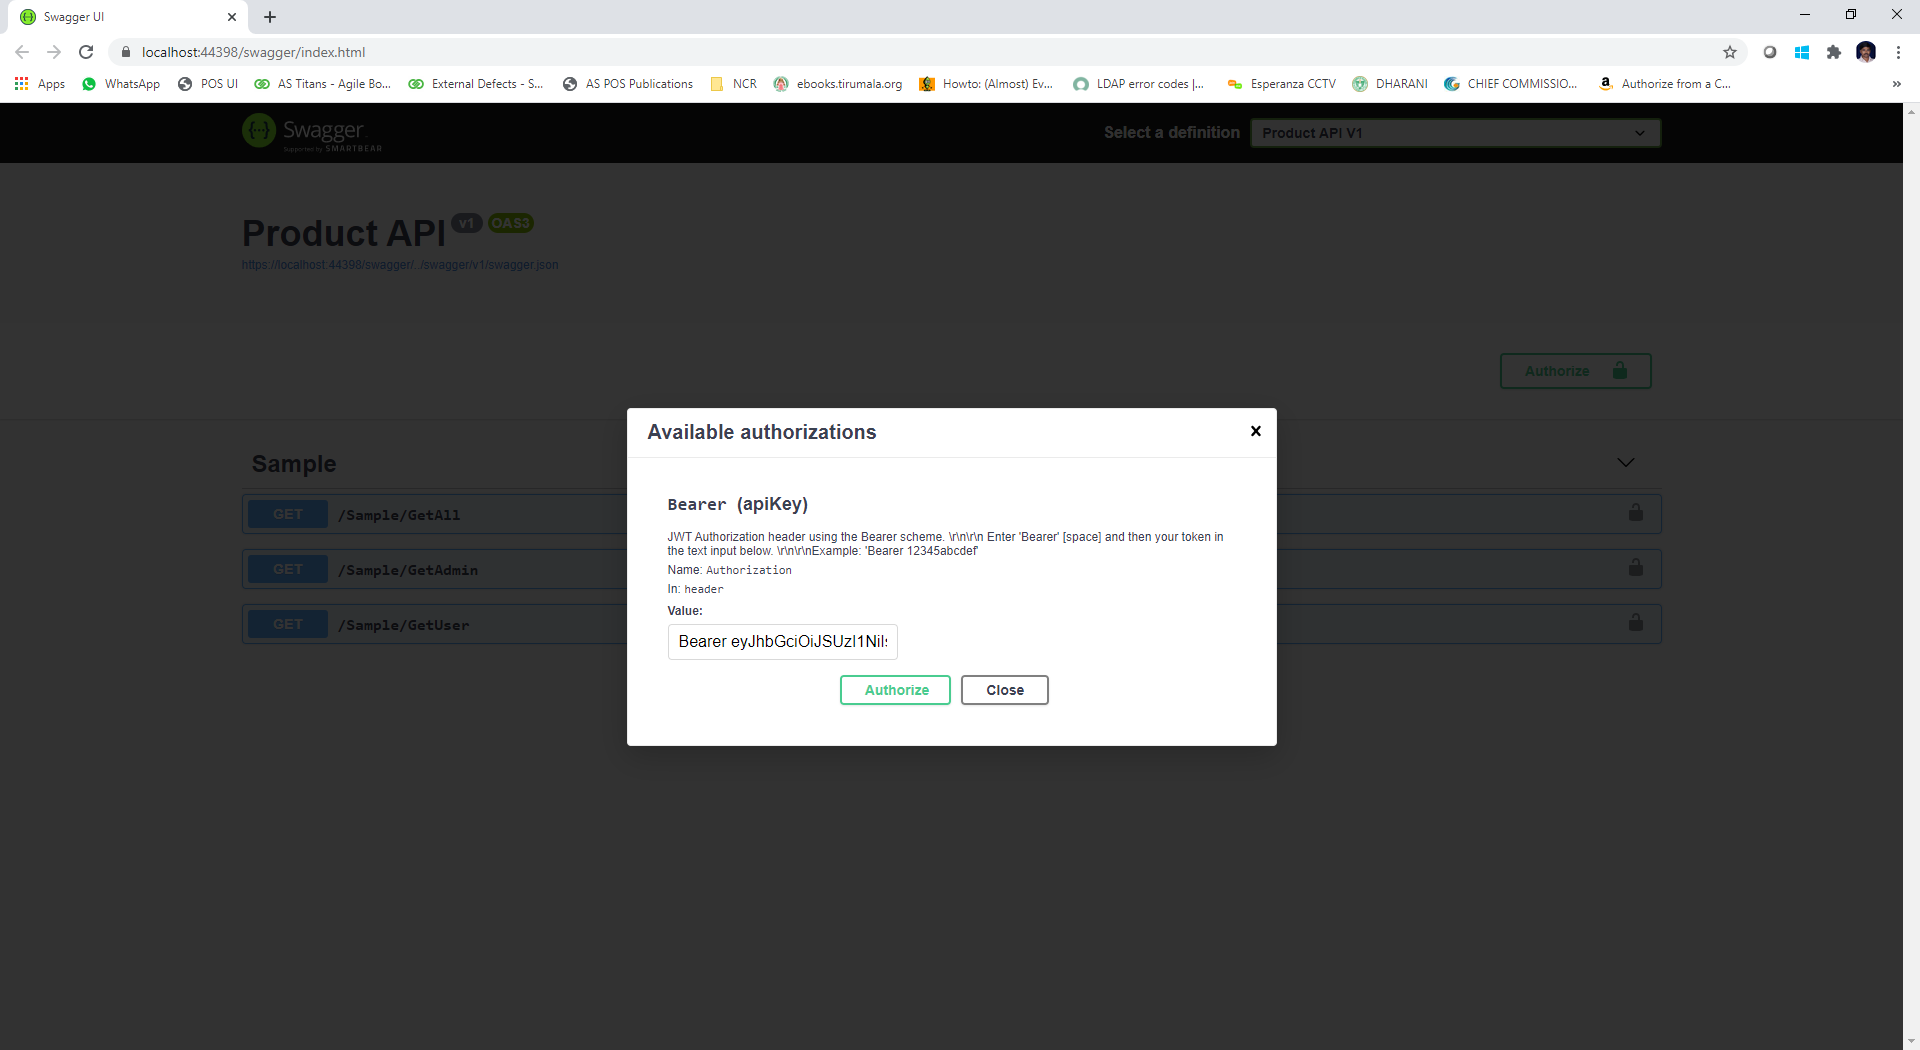 Swagger UI
localhost:44398/swagger/index.html
Apps WhatsApp POS UI AS Titans - Agile Bo... External Defects - S... AS POS Publications NCR ebooks.tirumala.org Howto: (Almost) Ev... LDAP error codes |... Esperanza CCTV DHARANI CHIEF COMMISSIO... Authorize from a C... »
Swagger
Supported by SMARTBEAR
Select a definition
Product API V1
Product API v1 OAS3
https://localhost:44398/swagger/../swagger/v1/swagger.json
Authorize
Available authorizations
Sample
Bearer (apiKey)
GET /Sample/GetAll
JWT Authorization header using the Bearer scheme. \r\n\r\n Enter 'Bearer' [space] and then your token in
the text input below. \r\n\r\nExample: 'Bearer 12345abcdef'
GET /Sample/GetAdmin
Name: Authorization
In: header
Value:
GET /Sample/GetUser
Bearer eyJhbGciOiJSUzI1NiIs
Authorize Close